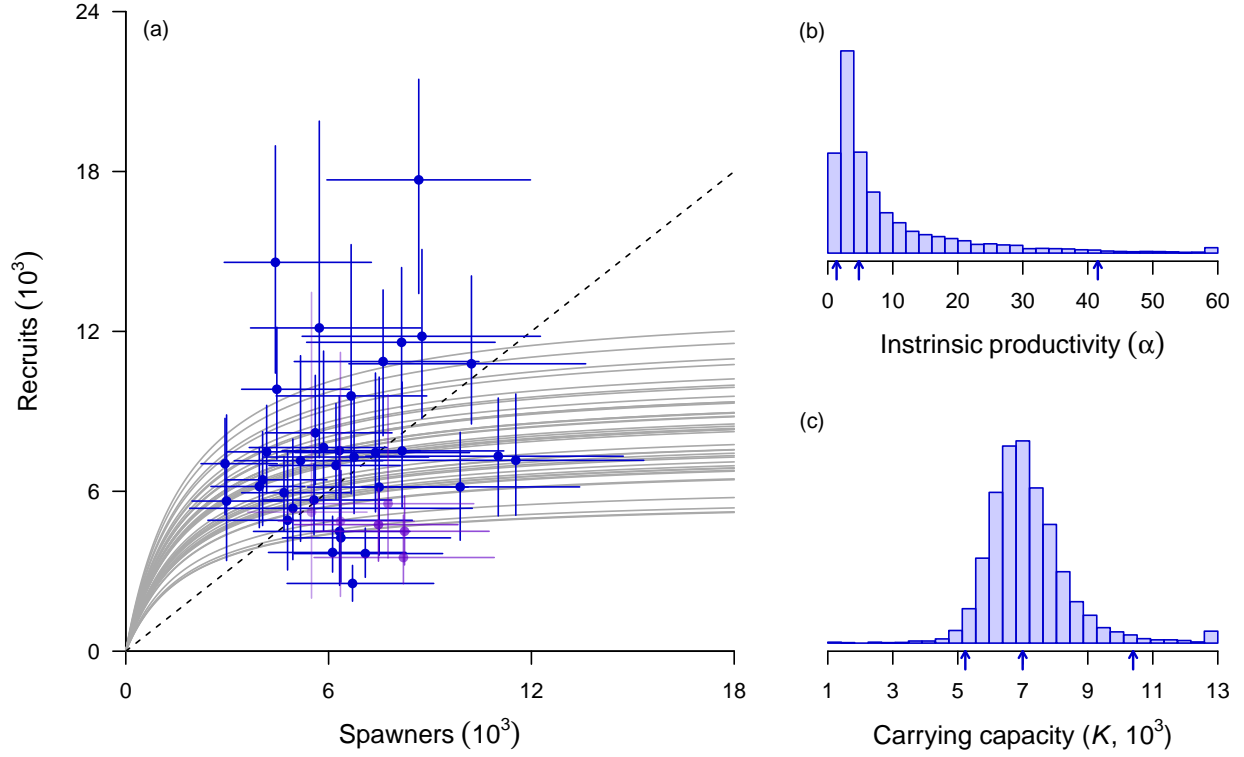 (a)
24
18
12
6
0
Recruits (10³)
0 6 12 18
Spawners (10³)
(b)
0 10 20 30 40 50 60
Instrinsic productivity (α)
(c)
1 3 5 7 9 11 13
Carrying capacity (K, 10³)